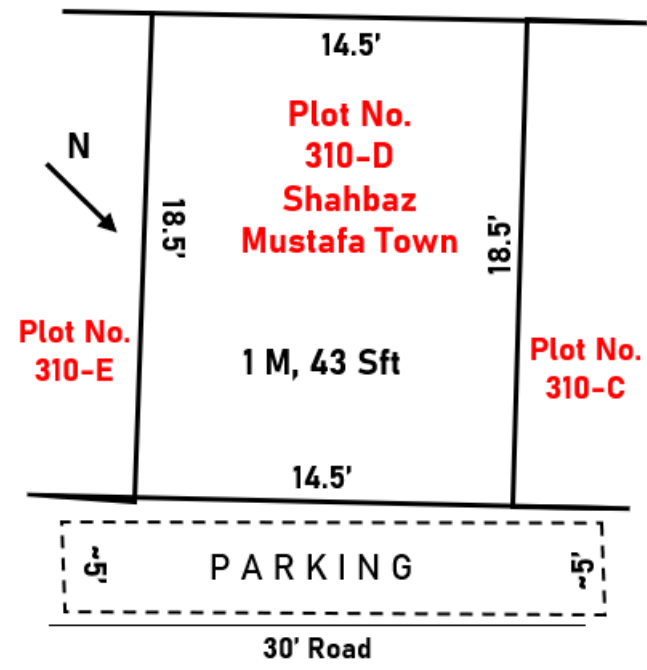 14.5'
Plot No.
310-D
Shahbaz
Mustafa Town
N
18.5'
18.5'
Plot No.
310-E
1 M, 43 Sft
Plot No.
310-C
14.5'
~5'
PARKING
~5'
30' Road